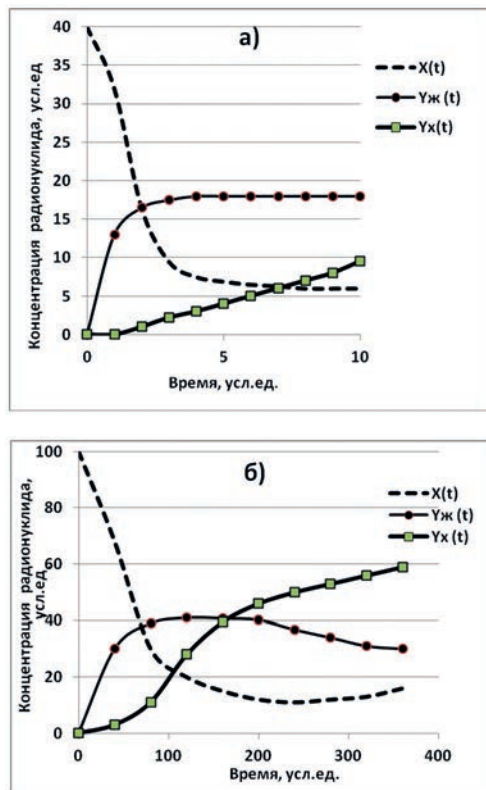 а)
Концентрация радионуклида, усл.ед
40
35
30
25
20
15
10
5
0
0
5
10
Время, усл.ед.
X(t)
Yж (t)
Yx(t)
б)
Концентрация радионуклида,
усл.ед
100
80
60
40
20
0
0
100
200
300
400
Время, усл.ед.
X(t)
Yж (t)
Yx (t)